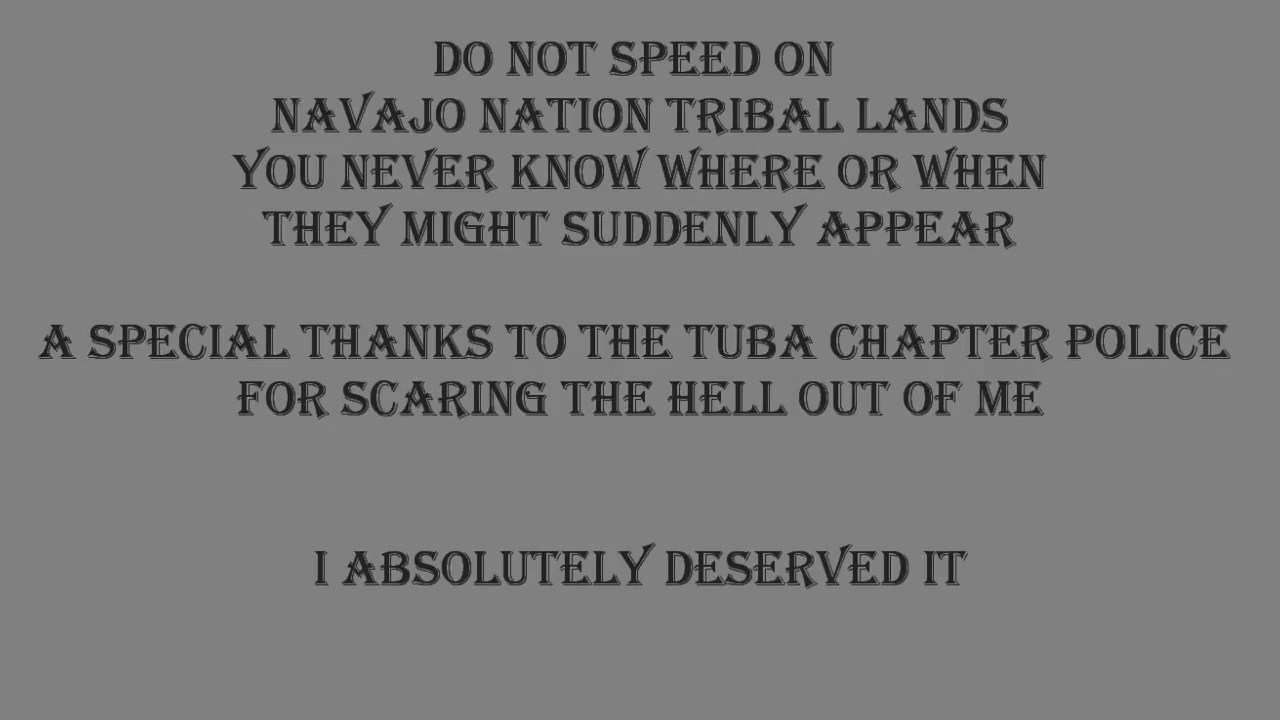 DO NOT SPEED ON
NAVAJO NATION TRIBAL LANDS
YOU NEVER KNOW WHERE OR WHEN
THEY MIGHT SUDDENLY APPEAR
A SPECIAL THANKS TO THE TUBA CHAPTER POLICE
FOR SCARING THE HELL OUT OF ME
I ABSOLUTELY DESERVED IT